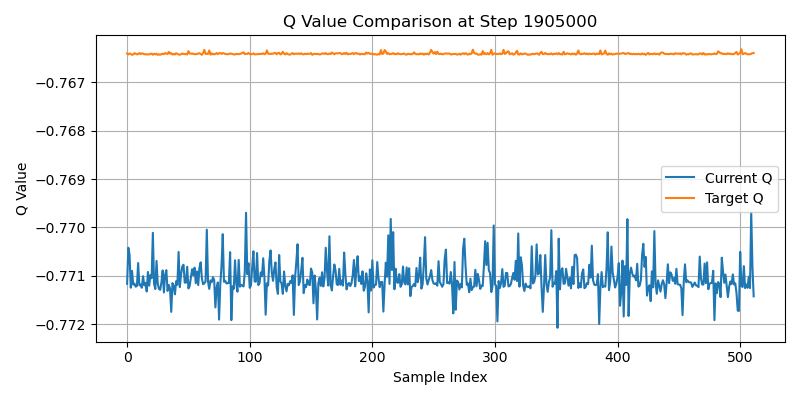 Q Value Comparison at Step 1905000
Q Value
−0.767
−0.768
−0.769
−0.770
−0.771
−0.772
Current Q
Target Q
0
100
200
300
400
500
Sample Index